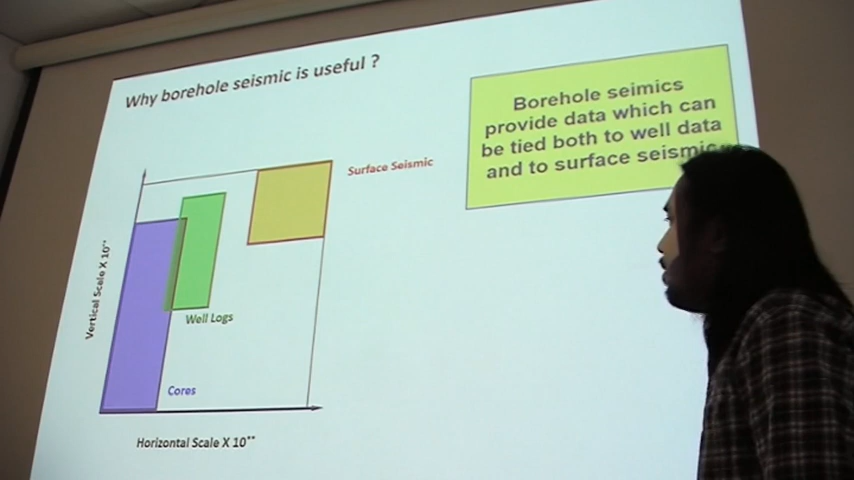 Why borehole seismic is useful ?
Borehole seimics
provide data which can
be tied both to well data
and to surface seismic
Surface Seismic
Vertical Scale X 10**
Well Logs
Cores
Horizontal Scale X 10**